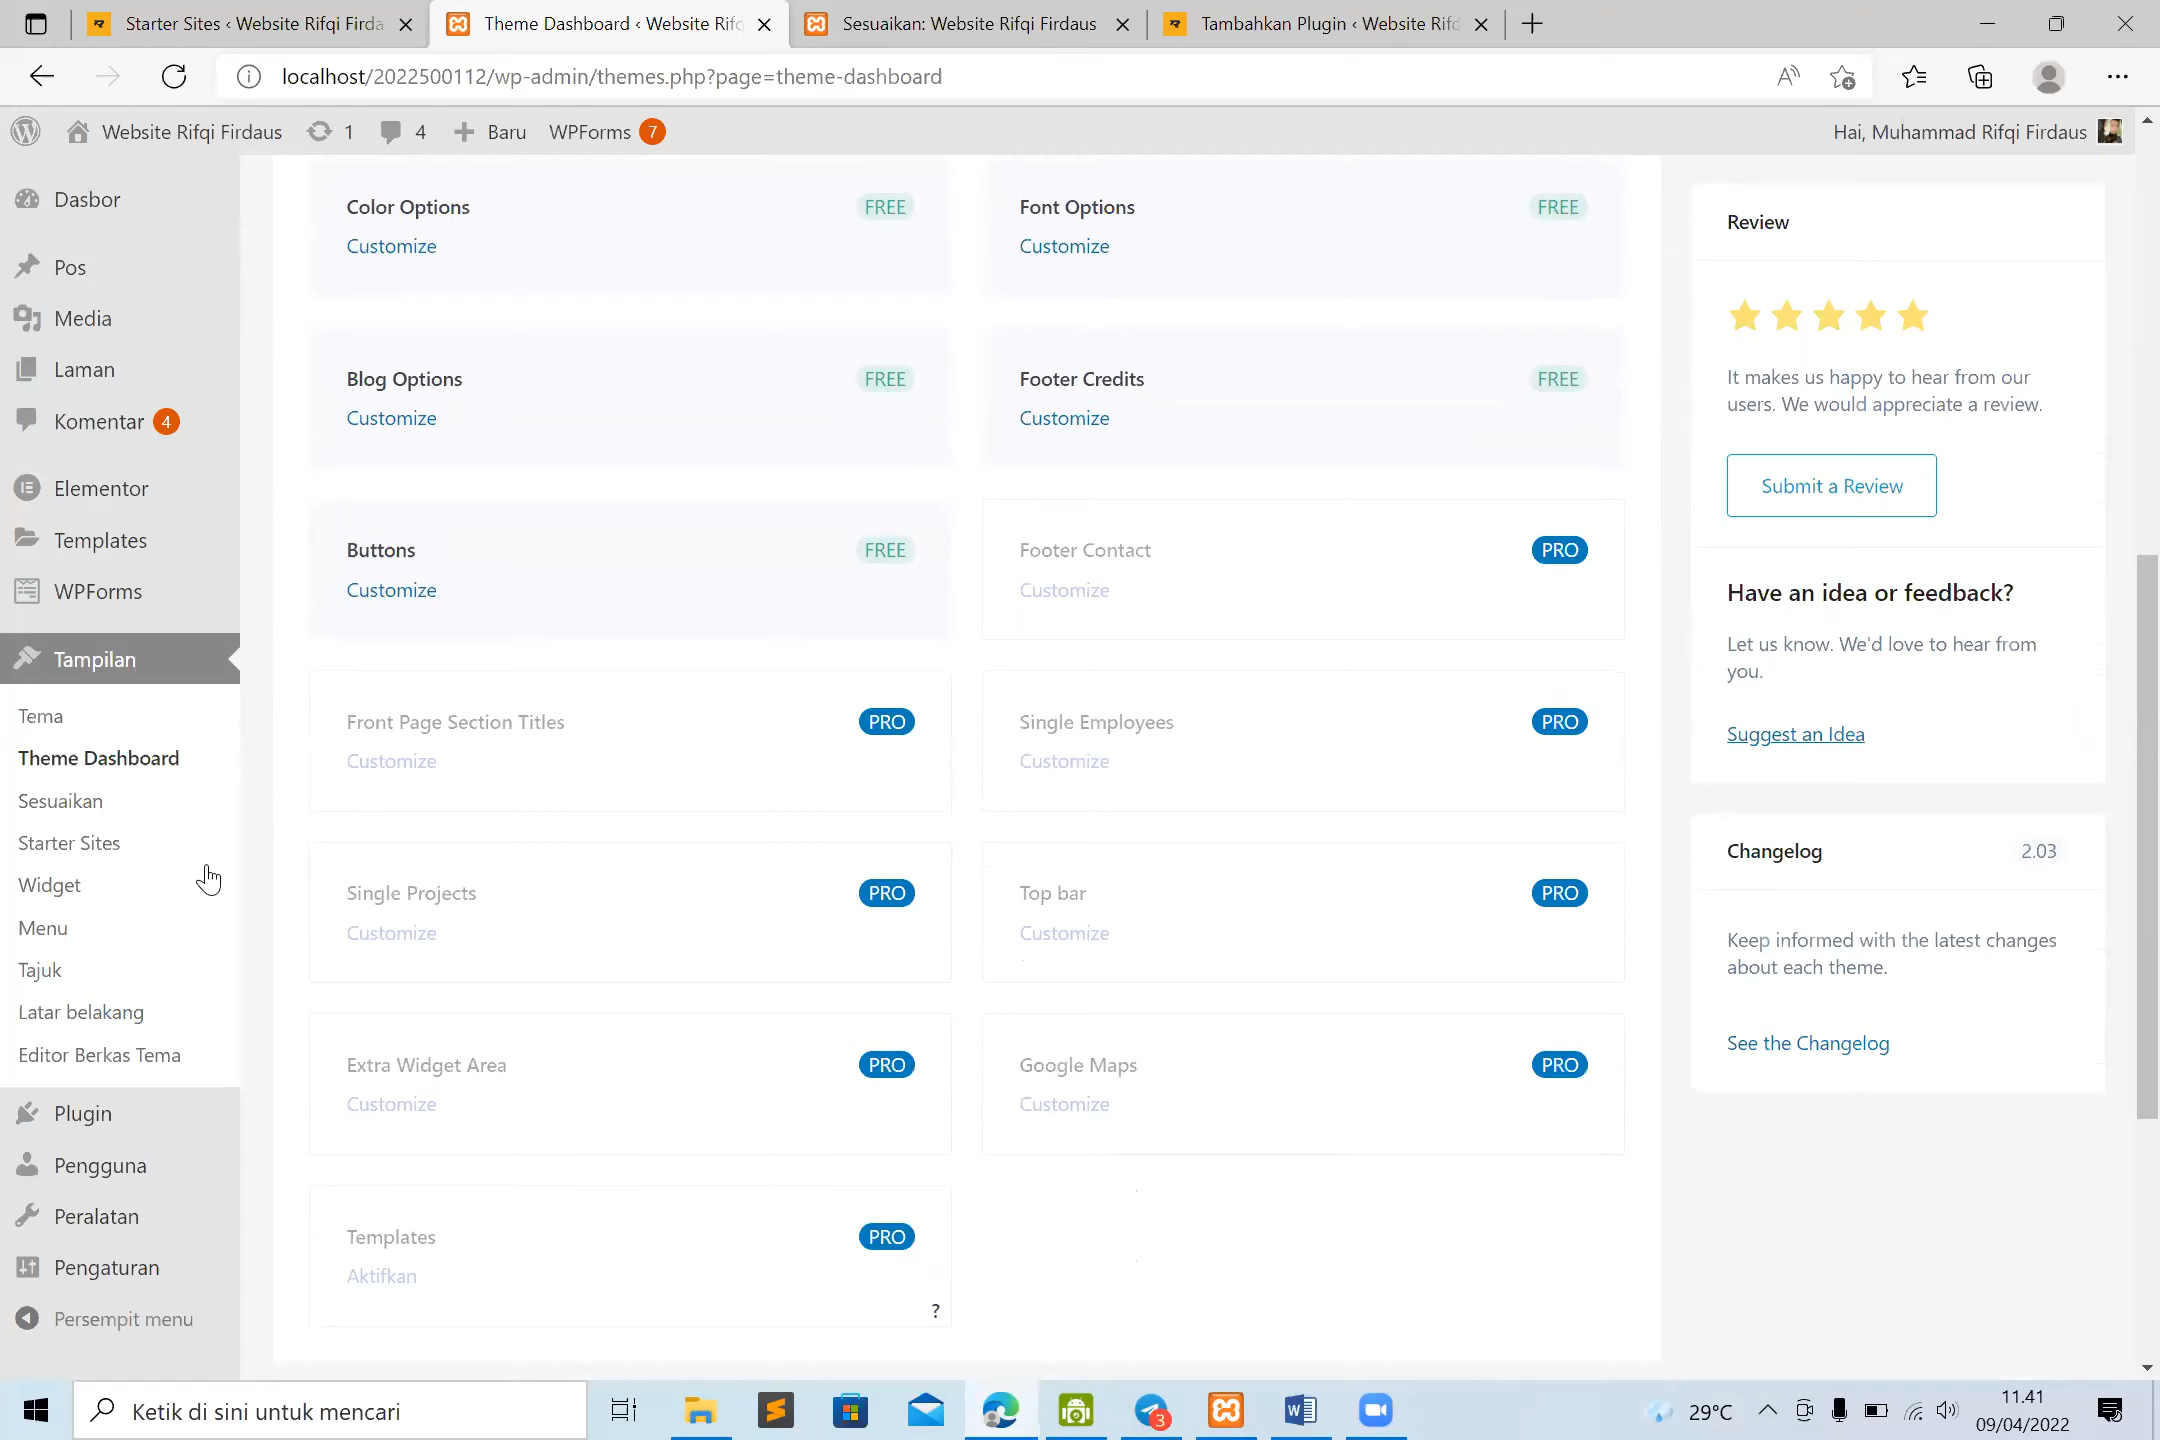 Starter Sites ‹ Website Rifqi Firda
Theme Dashboard ‹ Website Rifq
Sesuaikan: Website Rifqi Firdaus
Tambahkan Plugin ‹ Website Rifq
localhost/2022500112/wp-admin/themes.php?page=theme-dashboard
Website Rifqi Firdaus
1
4
Baru
WPForms
7
Hai, Muhammad Rifqi Firdaus
Dasbor
Pos
Media
Laman
Komentar 4
Elementor
Templates
WPForms
Tampilan
Tema
Theme Dashboard
Sesuaikan
Starter Sites
Widget
Menu
Tajuk
Latar belakang
Editor Berkas Tema
Plugin
Pengguna
Peralatan
Pengaturan
Persempit menu
Color Options FREE
Customize
Font Options FREE
Customize
Blog Options FREE
Customize
Footer Credits FREE
Customize
Buttons FREE
Customize
Footer Contact PRO
Customize
Front Page Section Titles PRO
Customize
Single Employees PRO
Customize
Single Projects PRO
Customize
Top bar PRO
Customize
Extra Widget Area PRO
Customize
Google Maps PRO
Customize
Templates PRO
Aktifkan
?
Review
It makes us happy to hear from our
users. We would appreciate a review.
Submit a Review
Have an idea or feedback?
Let us know. We'd love to hear from
you.
Suggest an Idea
Changelog 2.03
Keep informed with the latest changes
about each theme.
See the Changelog
Ketik di sini untuk mencari
3
29°C
11.41
09/04/2022